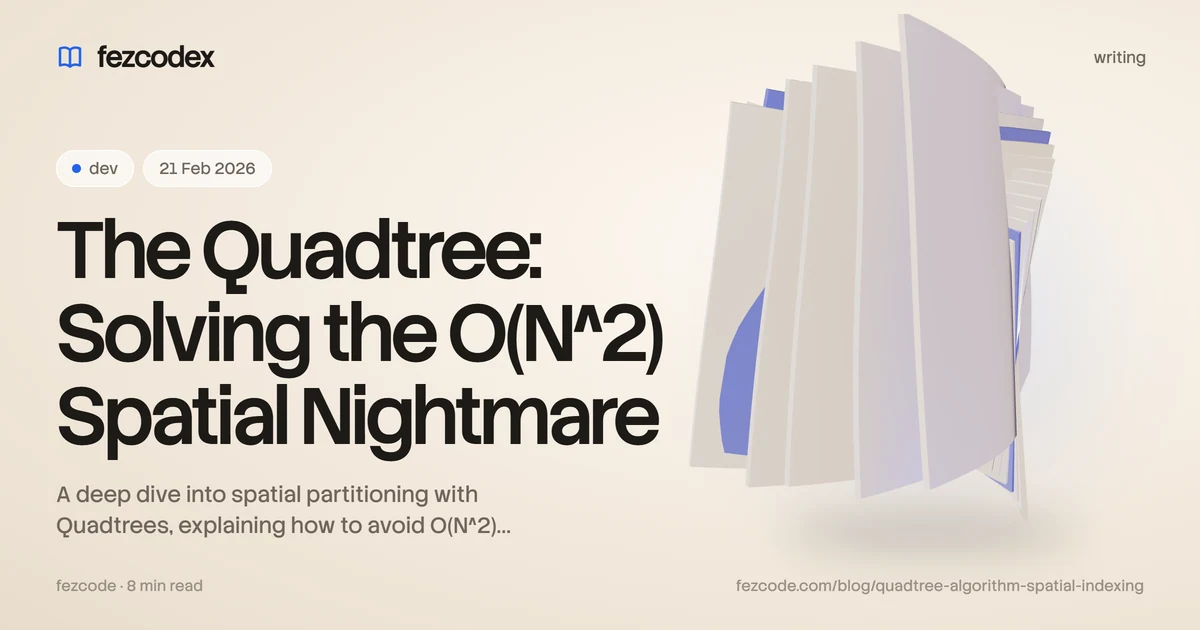 fezcodex
writing
dev
21 Feb 2026
The Quadtree:
Solving the O(N^2)
Spatial Nightmare
A deep dive into spatial partitioning with
Quadtrees, explaining how to avoid O(N^2)...
fezcode · 8 min read
fezcode.com/blog/quadtree-algorithm-spatial-indexing